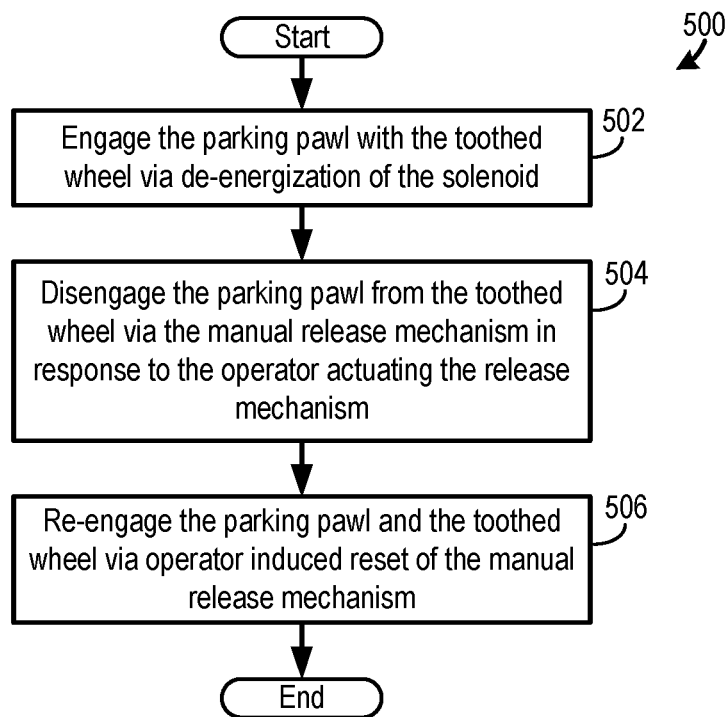 Start
500
502
Engage the parking pawl with the toothed
wheel via de-energization of the solenoid
504
Disengage the parking pawl from the toothed
wheel via the manual release mechanism in
response to the operator actuating the release
mechanism
506
Re-engage the parking pawl and the toothed
wheel via operator induced reset of the manual
release mechanism
End